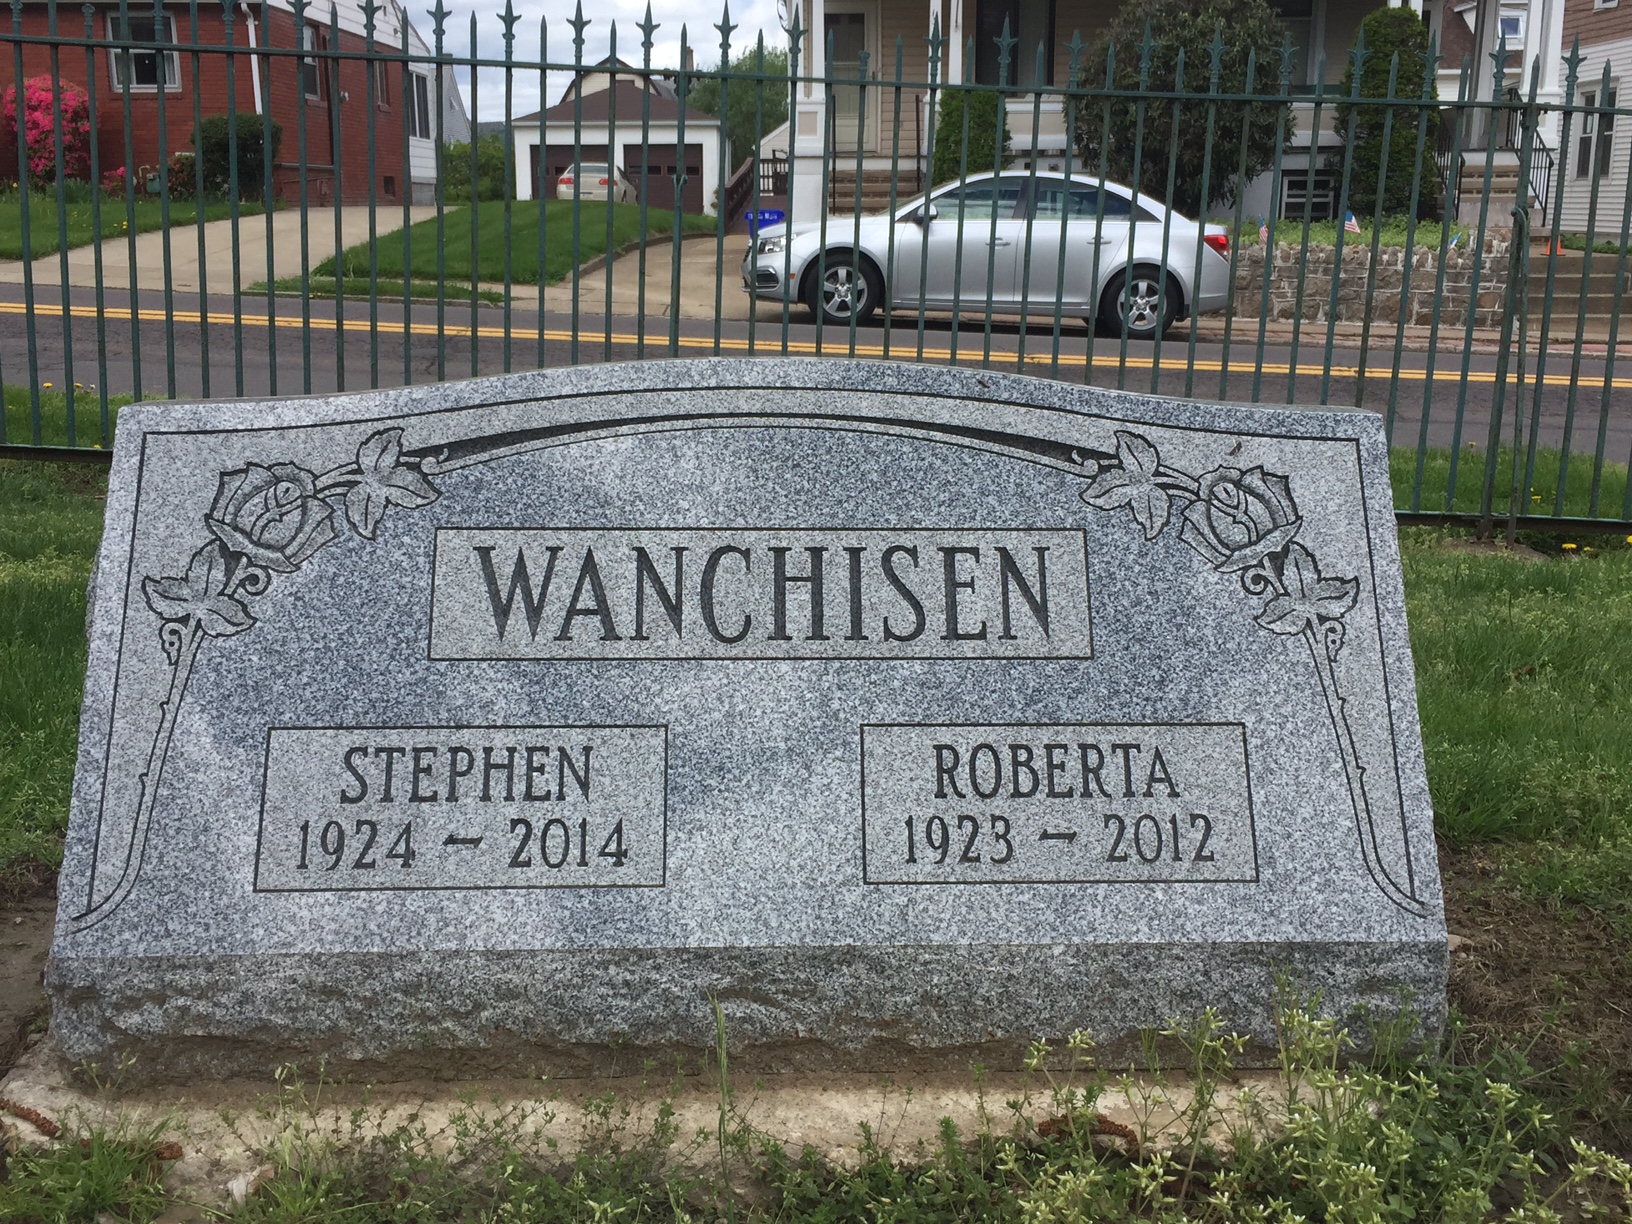 WANCHISEN
STEPHEN
1924 – 2014
ROBERTA
1923 – 2012